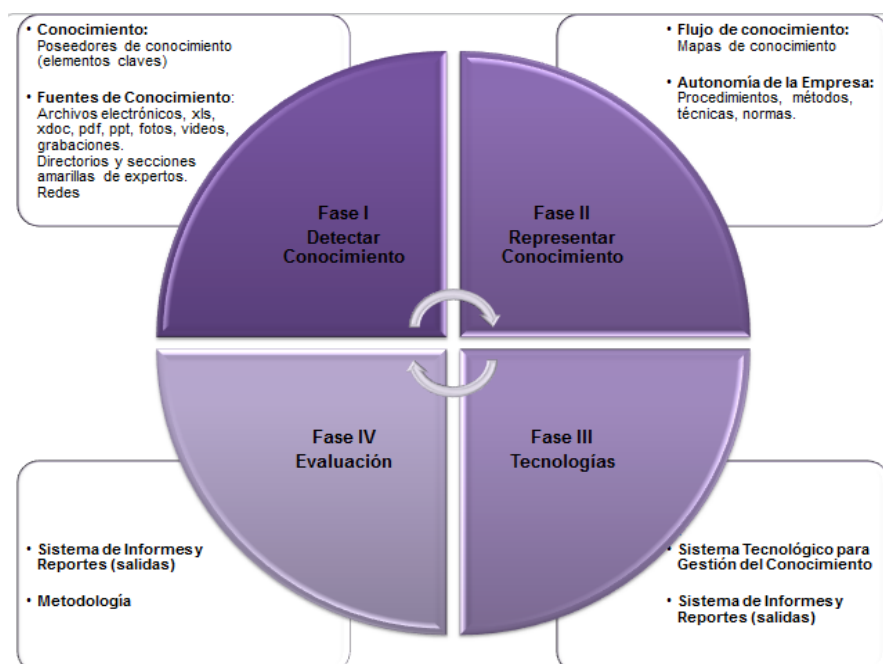 • Conocimiento:
Poseedores de conocimiento
(elementos claves)
• Fuentes de Conocimiento:
Archivos electrónicos, xls,
xdoc, pdf, ppt, fotos, videos,
grabaciones.
Directorios y secciones
amarillas de expertos.
Redes
• Flujo de conocimiento:
Mapas de conocimiento
• Autonomía de la Empresa:
Procedimientos, métodos,
técnicas, normas.
Fase I
Detectar
Conocimiento
Fase II
Representar
Conocimiento
Fase IV
Evaluación
Fase III
Tecnologías
• Sistema de Informes y
Reportes (salidas)
• Metodología
• Sistema Tecnológico para
Gestión del Conocimiento
• Sistema de Informes y
Reportes (salidas)